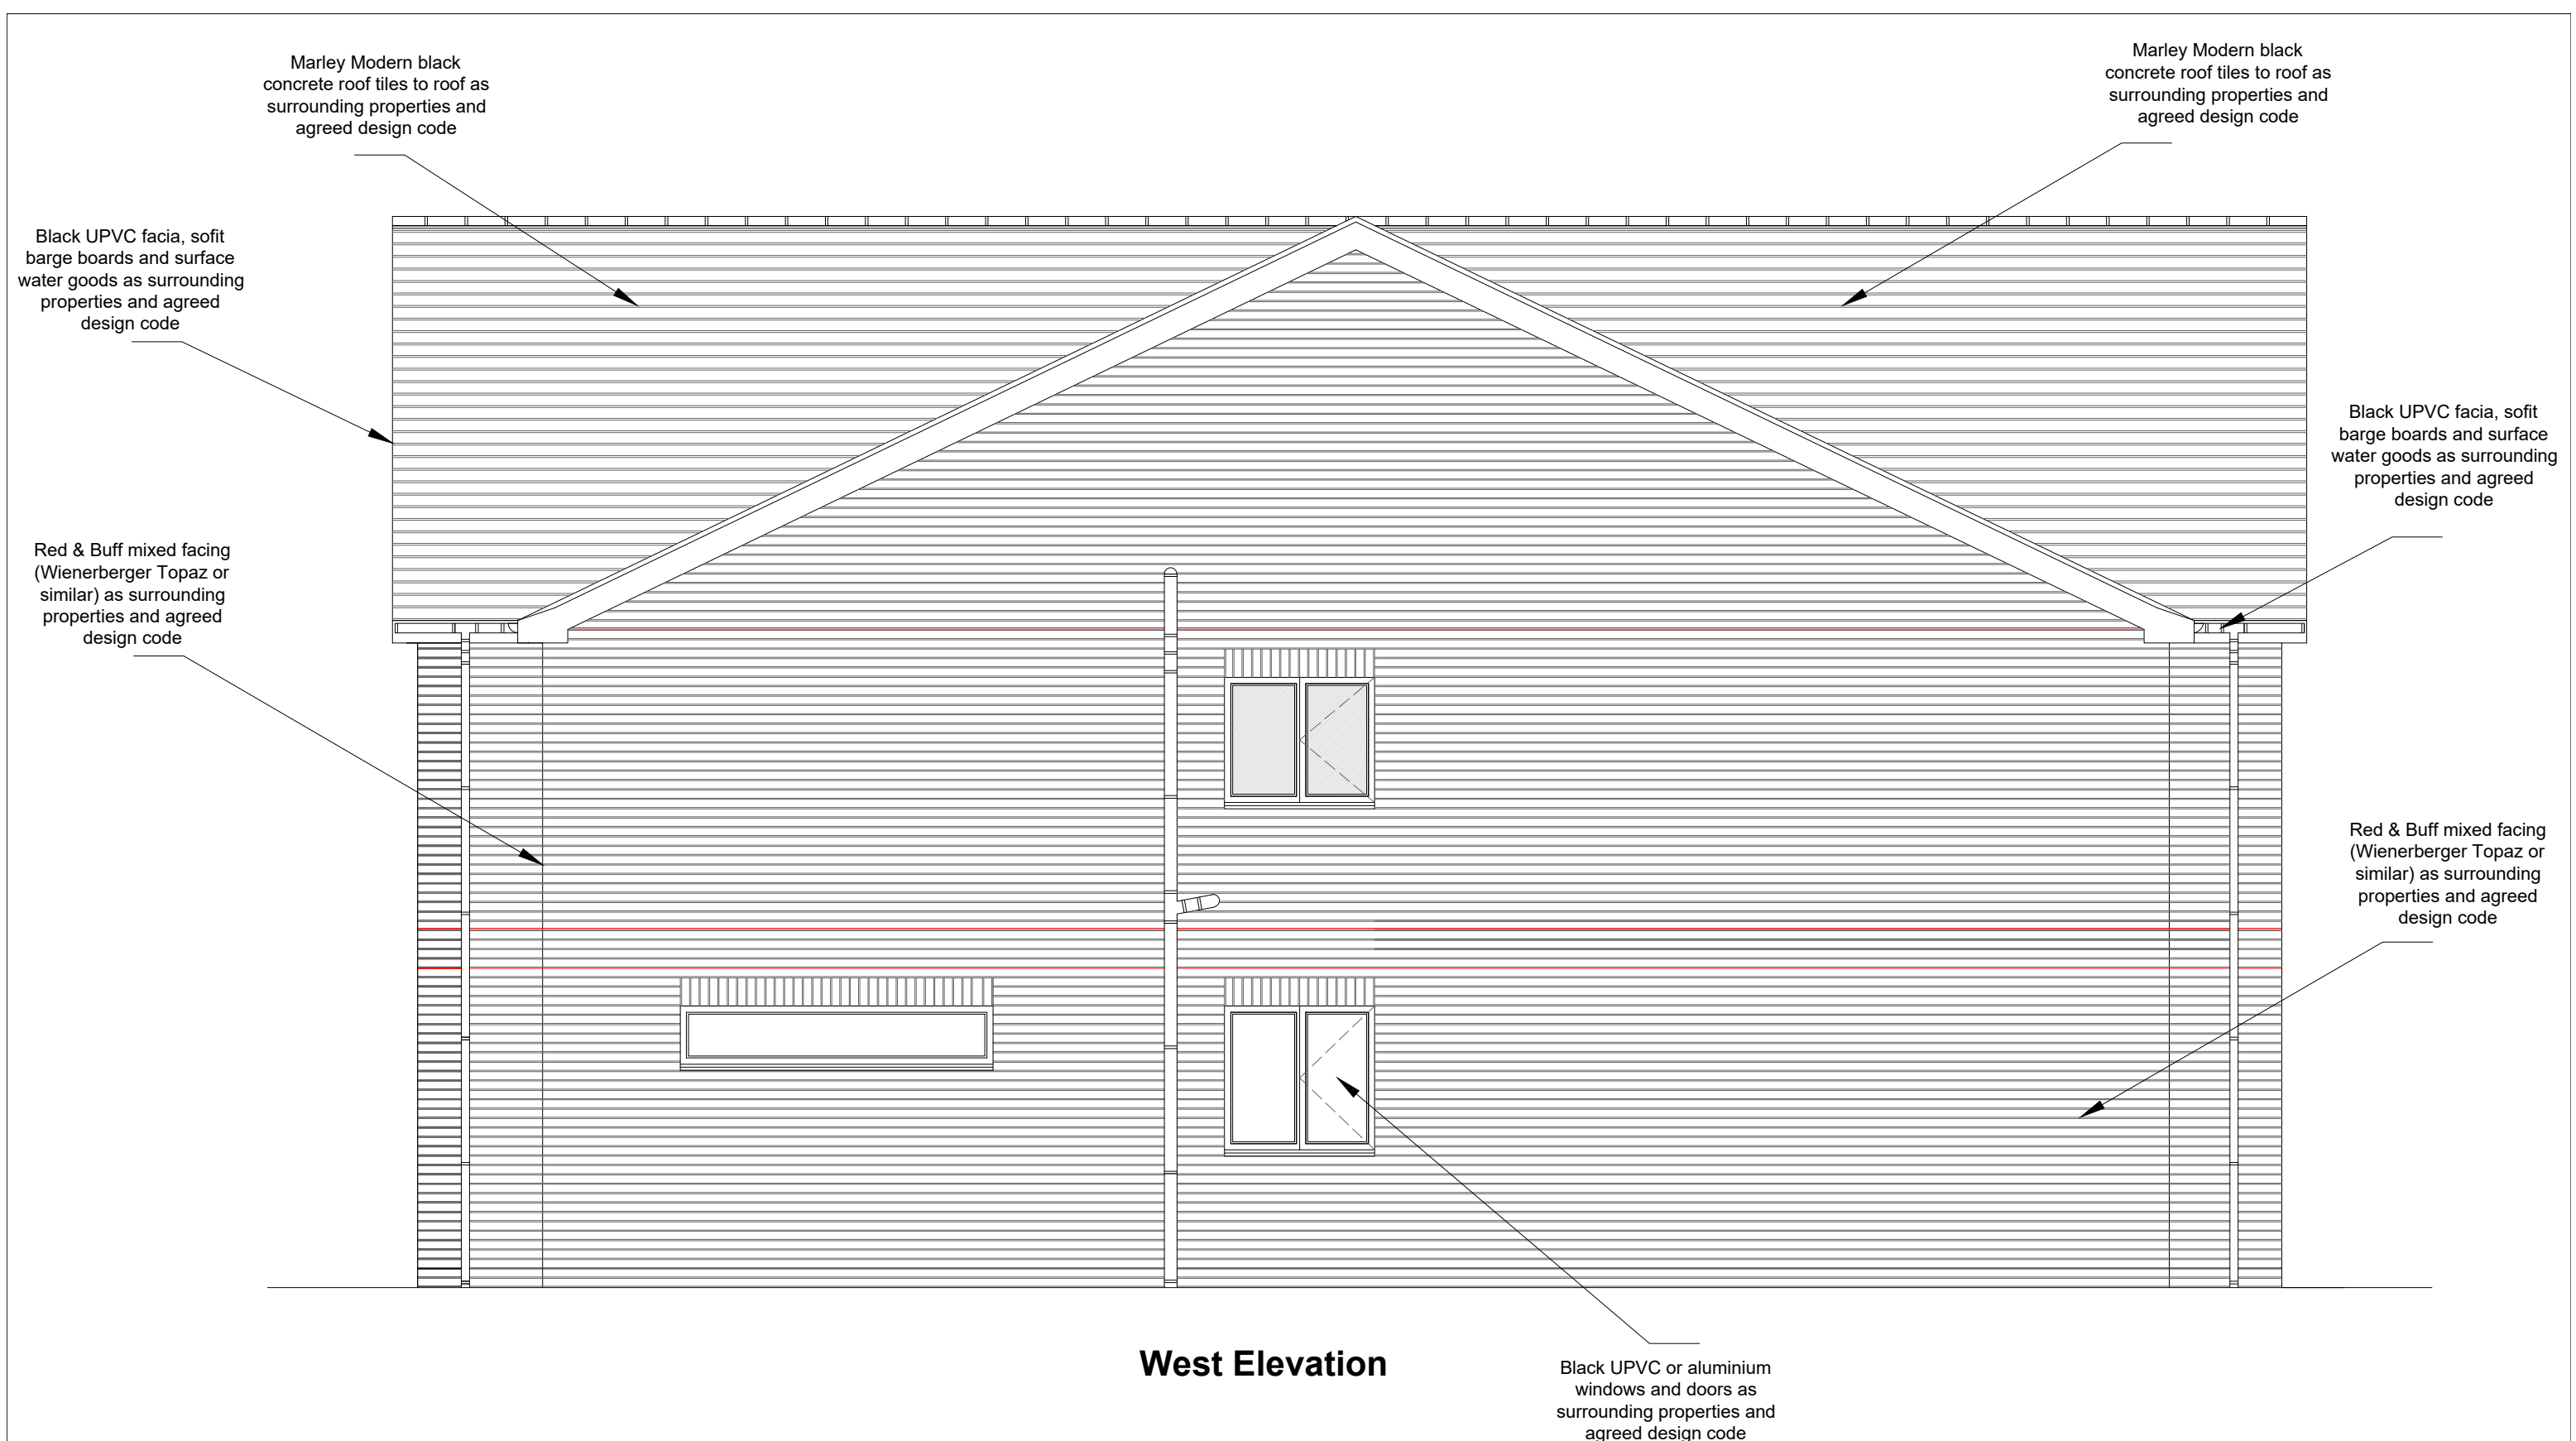 Marley Modern black
concrete roof tiles to roof as
surrounding properties and
agreed design code
Marley Modern black
concrete roof tiles to roof as
surrounding properties and
agreed design code
Black UPVC facia, sofit
barge boards and surface
water goods as surrounding
properties and agreed
design code
Black UPVC facia, sofit
barge boards and surface
water goods as surrounding
properties and agreed
design code
Red & Buff mixed facing
(Wienerberger Topaz or
similar) as surrounding
properties and agreed
design code
Red & Buff mixed facing
(Wienerberger Topaz or
similar) as surrounding
properties and agreed
design code
West Elevation
Black UPVC or aluminium
windows and doors as
surrounding properties and
agreed design code